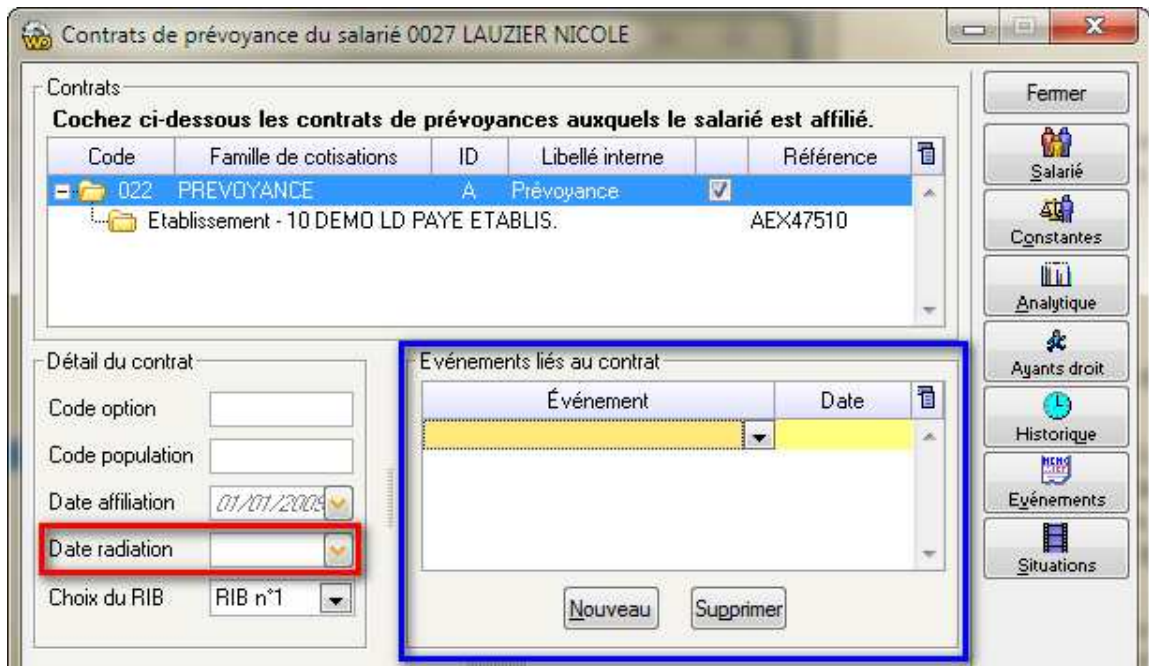 Contrats de prévoyance du salarié 0027 LAUZIER NICOLE
Contrats
Cochez ci-dessous les contrats de prévoyances auxquels le salarié est affilié.
Code Famille de cotisations ID Libellé interne Référence
022 PREVOYANCE A Prévoyance
Etablissement - 10 DEMO LD PAYE ETABLIS. AEX47510
Détail du contrat
Code option
Code population
Date affiliation 01/01/2009
Date radiation
Choix du RIB RIB n°1
Evénements liés au contrat
Événement Date
Nouveau Supprimer
Fermer
Salarié
Constantes
Analytique
Ayants droit
Historique
Evénements
Situations